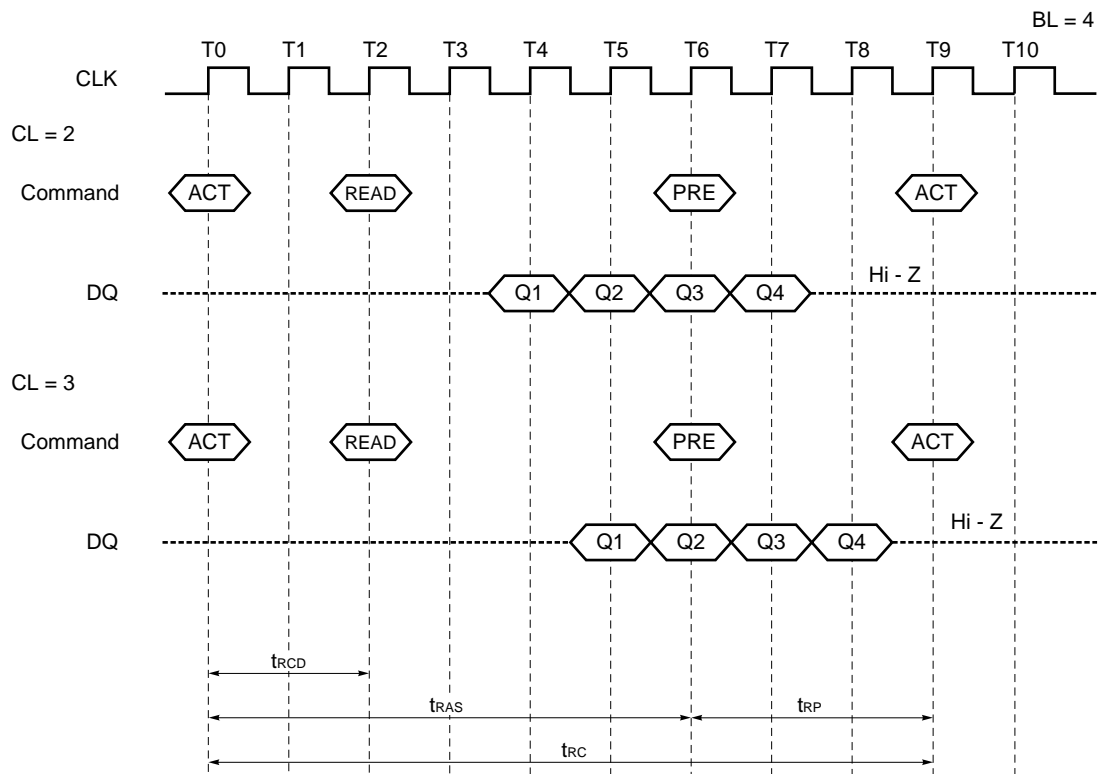 BL = 4
T0 T1 T2 T3 T4 T5 T6 T7 T8 T9 T10
CLK
CL = 2
Command ACT READ PRE ACT
Hi - Z
DQ Q1 Q2 Q3 Q4
CL = 3
Command ACT READ PRE ACT
Hi - Z
DQ Q1 Q2 Q3 Q4
tRCD
tRAS tRP
tRC